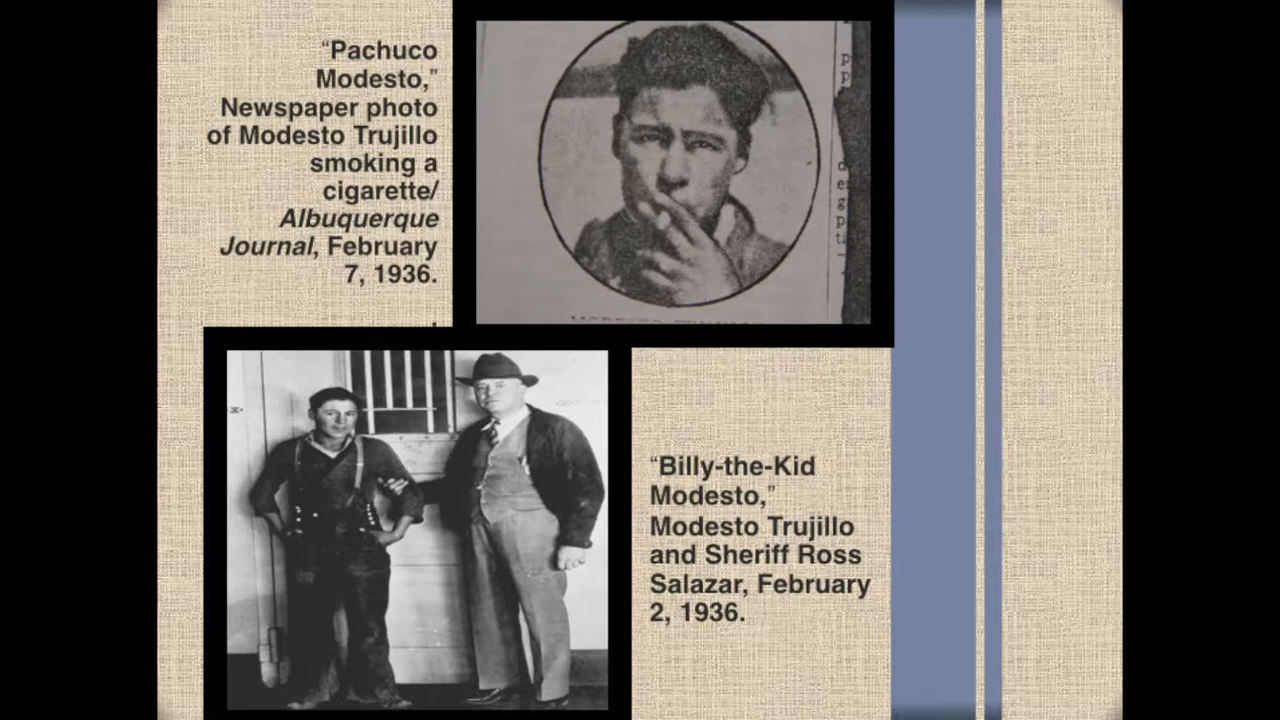 “Pachuco
Modesto,”
Newspaper photo
of Modesto Trujillo
smoking a
cigarette/
Albuquerque
Journal, February
7, 1936.
.
“Billy-the-Kid
Modesto,”
Modesto Trujillo
and Sheriff Ross
Salazar, February
2, 1936.